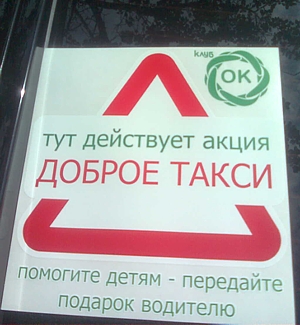 клуб
ОК
тут действует акция
ДОБРОЕ ТАКСИ
помогите детям - передайте
подарок водителю